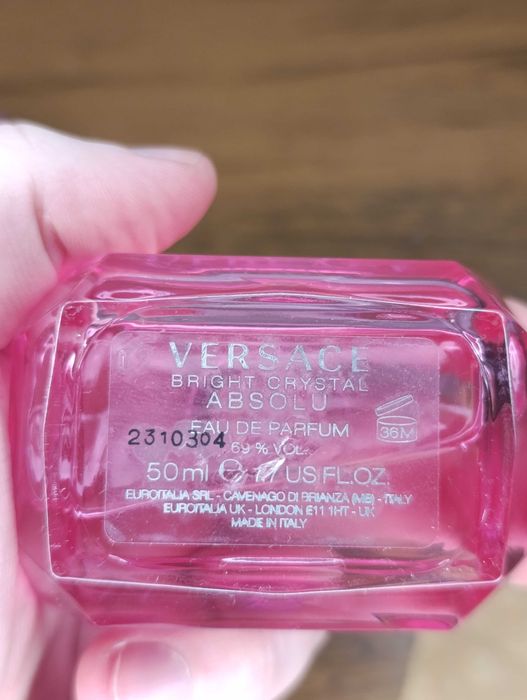 VERSACE
BRIGHT CRYSTAL
ABSOLU
EAU DE PARFUM
36M
2310304
69 % VOL.
50ml e 1.7 US FL.OZ.
EUROITALIA SRL - CAVENAGO DI BRIANZA (MB) - ITALY
EUROITALIA UK - LONDON 611 1HT - UK
MADE IN ITALY